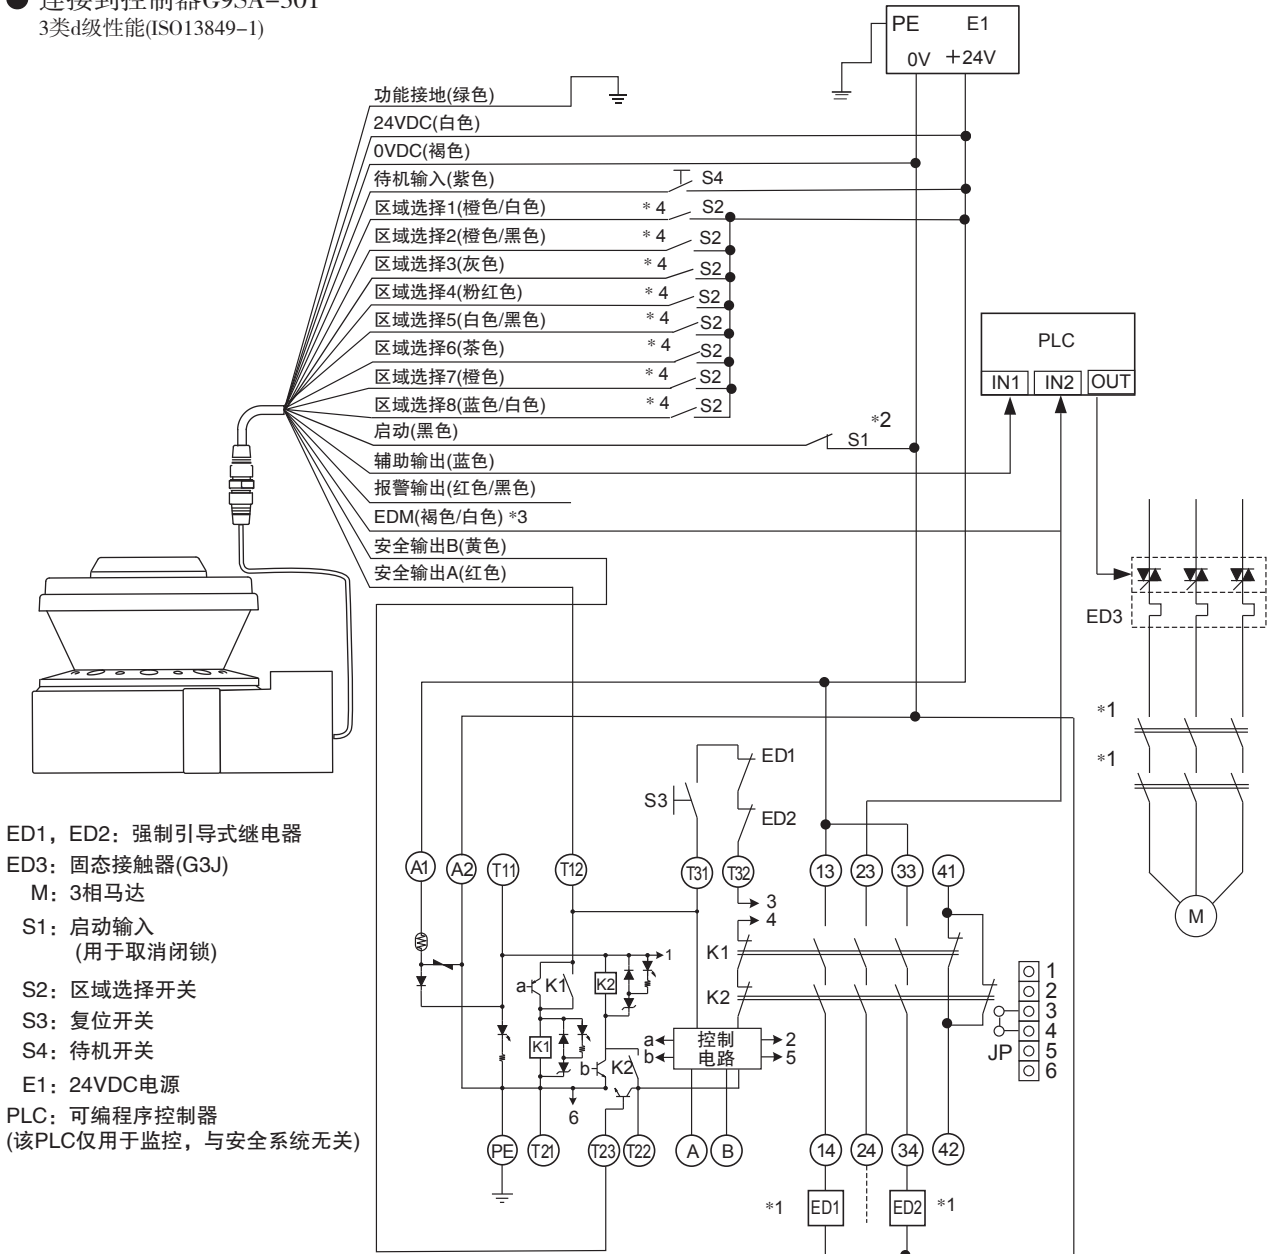 ● 连接到控制器G9SA-301
3类d级性能(ISO13849-1)
PE E1
0V +24V
功能接地(绿色)
24VDC(白色)
0VDC(褐色)
待机输入(紫色) S4
区域选择1(橙色/白色) *4 S2
区域选择2(橙色/黑色) *4 S2
区域选择3(灰色) *4 S2
区域选择4(粉红色) *4 S2
区域选择5(白色/黑色) *4 S2
区域选择6(茶色) *4 S2
区域选择7(橙色) *4 S2
区域选择8(蓝色/白色) *4 S2
启动(黑色) S1 *2
辅助输出(蓝色)
报警输出(红色/黑色)
EDM(褐色/白色) *3
安全输出B(黄色)
安全输出A(红色)
PLC
IN1 IN2 OUT
ED3
*1
*1
M
ED1
S3
ED2
A1 A2 T11 T12 T31 T32 13 23 33 41
3
4
K1
1
a K1 K2
K2
K1
b K2
6
a 控制 2
b 电路 5
1
2
3
4
5
6
JP
PE T21 T23 T22 A B 14 24 34 42
*1 ED1 ED2 *1
ED1，ED2：强制引导式继电器
ED3：固态接触器(G3J)
M：3相马达
S1：启动输入
(用于取消闭锁)
S2：区域选择开关
S3：复位开关
S4：待机开关
E1：24VDC电源
PLC：可编程序控制器
(该PLC仅用于监控，与安全系统无关)